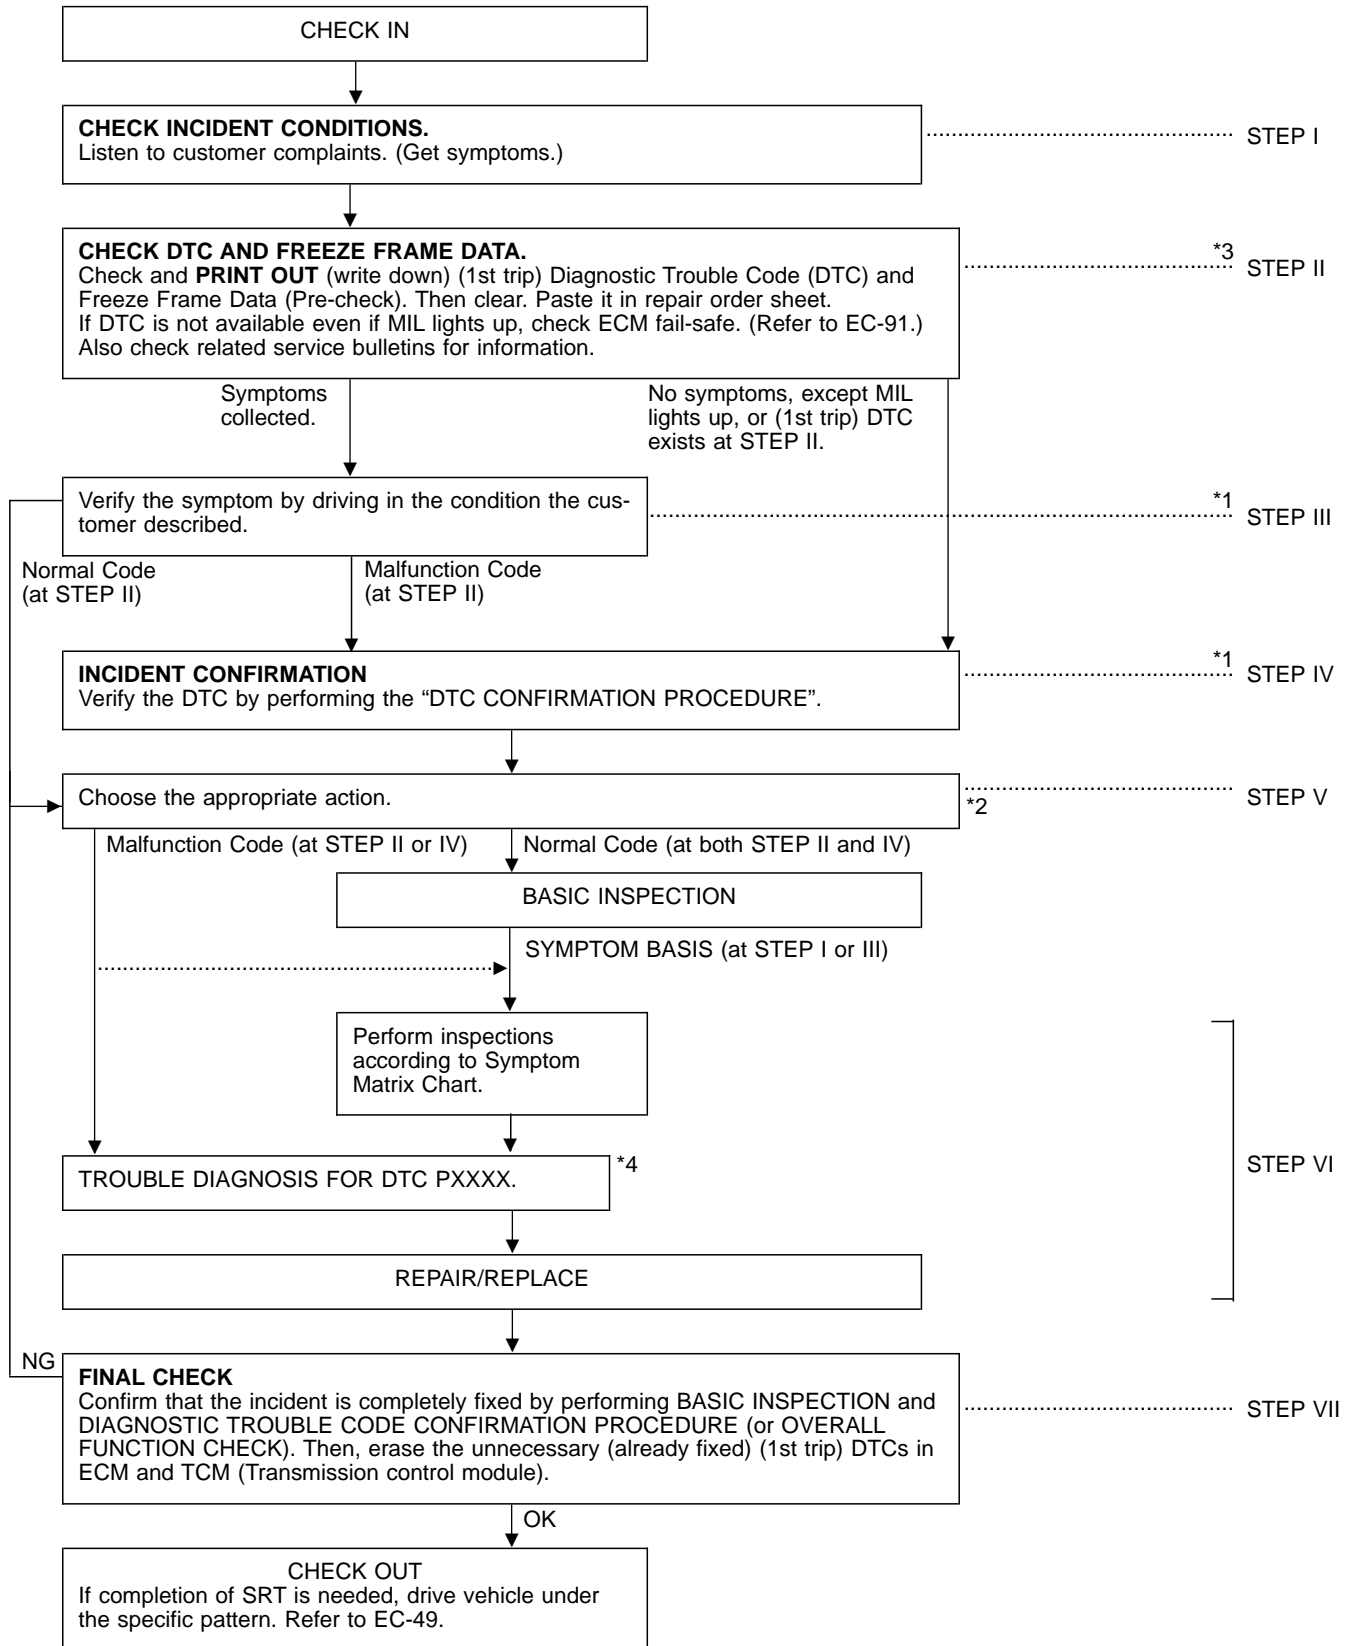 CHECK IN
CHECK INCIDENT CONDITIONS.
Listen to customer complaints. (Get symptoms.)
STEP I
CHECK DTC AND FREEZE FRAME DATA.
Check and PRINT OUT (write down) (1st trip) Diagnostic Trouble Code (DTC) and
Freeze Frame Data (Pre-check). Then clear. Paste it in repair order sheet.
If DTC is not available even if MIL lights up, check ECM fail-safe. (Refer to EC-91.)
Also check related service bulletins for information.
*3
STEP II
Symptoms
collected.
No symptoms, except MIL
lights up, or (1st trip) DTC
exists at STEP II.
Verify the symptom by driving in the condition the cus-
tomer described.
*1
STEP III
Normal Code
(at STEP II)
Malfunction Code
(at STEP II)
INCIDENT CONFIRMATION
Verify the DTC by performing the “DTC CONFIRMATION PROCEDURE”.
*1
STEP IV
Choose the appropriate action.
*2
STEP V
Malfunction Code (at STEP II or IV)
Normal Code (at both STEP II and IV)
BASIC INSPECTION
SYMPTOM BASIS (at STEP I or III)
Perform inspections
according to Symptom
Matrix Chart.
TROUBLE DIAGNOSIS FOR DTC PXXXX.
*4
STEP VI
REPAIR/REPLACE
NG
FINAL CHECK
Confirm that the incident is completely fixed by performing BASIC INSPECTION and
DIAGNOSTIC TROUBLE CODE CONFIRMATION PROCEDURE (or OVERALL
FUNCTION CHECK). Then, erase the unnecessary (already fixed) (1st trip) DTCs in
ECM and TCM (Transmission control module).
STEP VII
OK
CHECK OUT
If completion of SRT is needed, drive vehicle under
the specific pattern. Refer to EC-49.